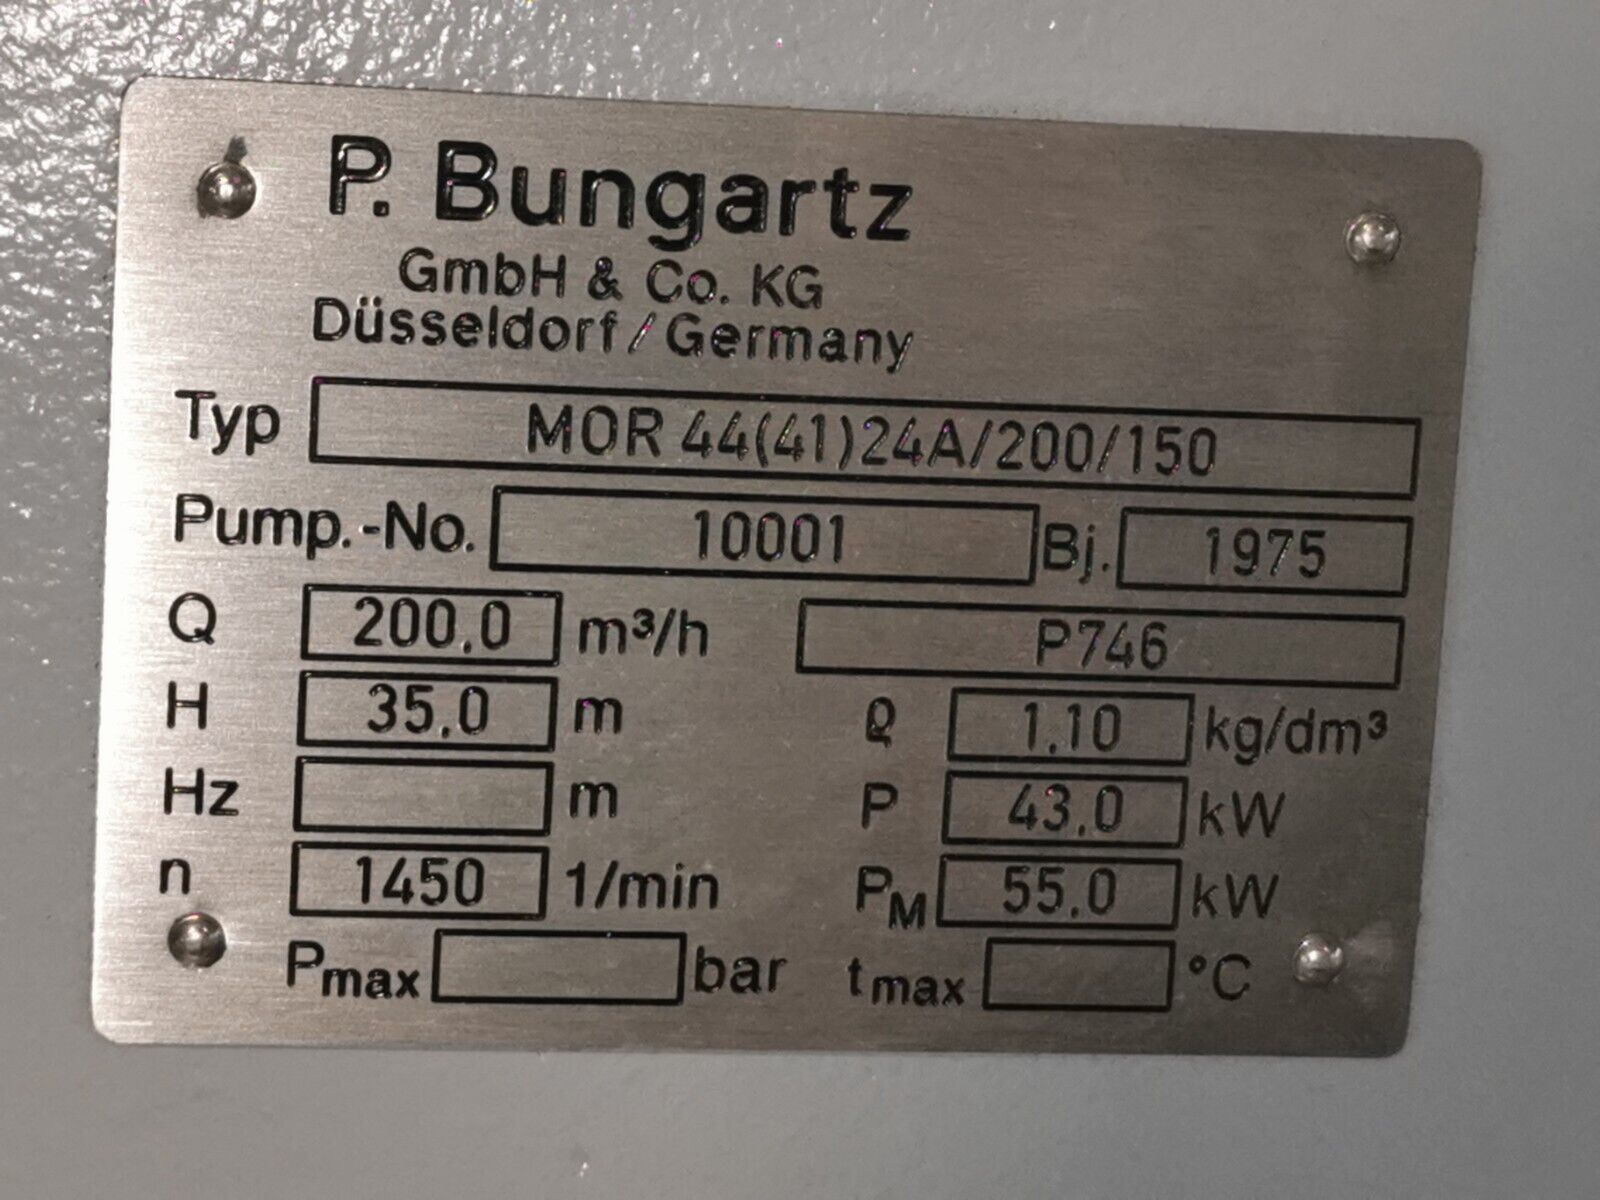 P. Bungartz
GmbH & Co. KG
Düsseldorf / Germany
Typ MOR 44(41)24A/200/150
Pump.-No. 10001 Bj. 1975
Q 200.0 m³/h P746
H 35.0 m ϱ 1.10 kg/dm³
Hz m P 43.0 kW
n 1450 1/min PM 55.0 kW
Pmax bar tmax °C